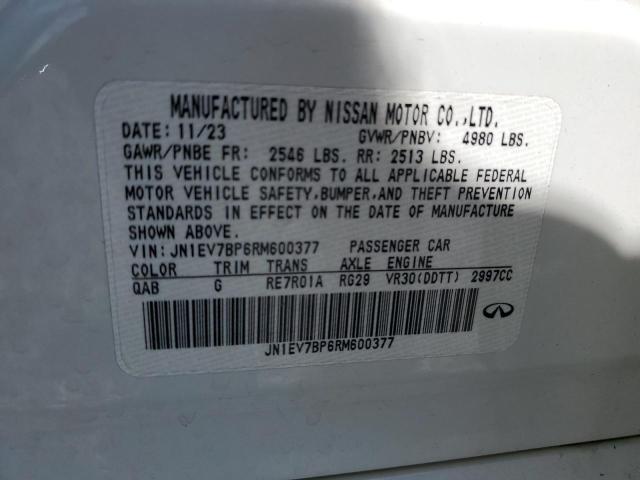 MANUFACTURED BY NISSAN MOTOR CO.,LTD.
DATE: 11/23 GVWR/PNBV: 4980 LBS.
GAWR/PNBE FR: 2546 LBS. RR: 2513 LBS.
THIS VEHICLE CONFORMS TO ALL APPLICABLE FEDERAL
MOTOR VEHICLE SAFETY,BUMPER,AND THEFT PREVENTION
STANDARDS IN EFFECT ON THE DATE OF MANUFACTURE
SHOWN ABOVE.
VIN:JN1EV7BP6RM600377 PASSENGER CAR
COLOR TRIM TRANS AXLE ENGINE
QAB G RE7R01A RG29 VR30(DDTT) 2997CC
JN1EV7BP6RM600377